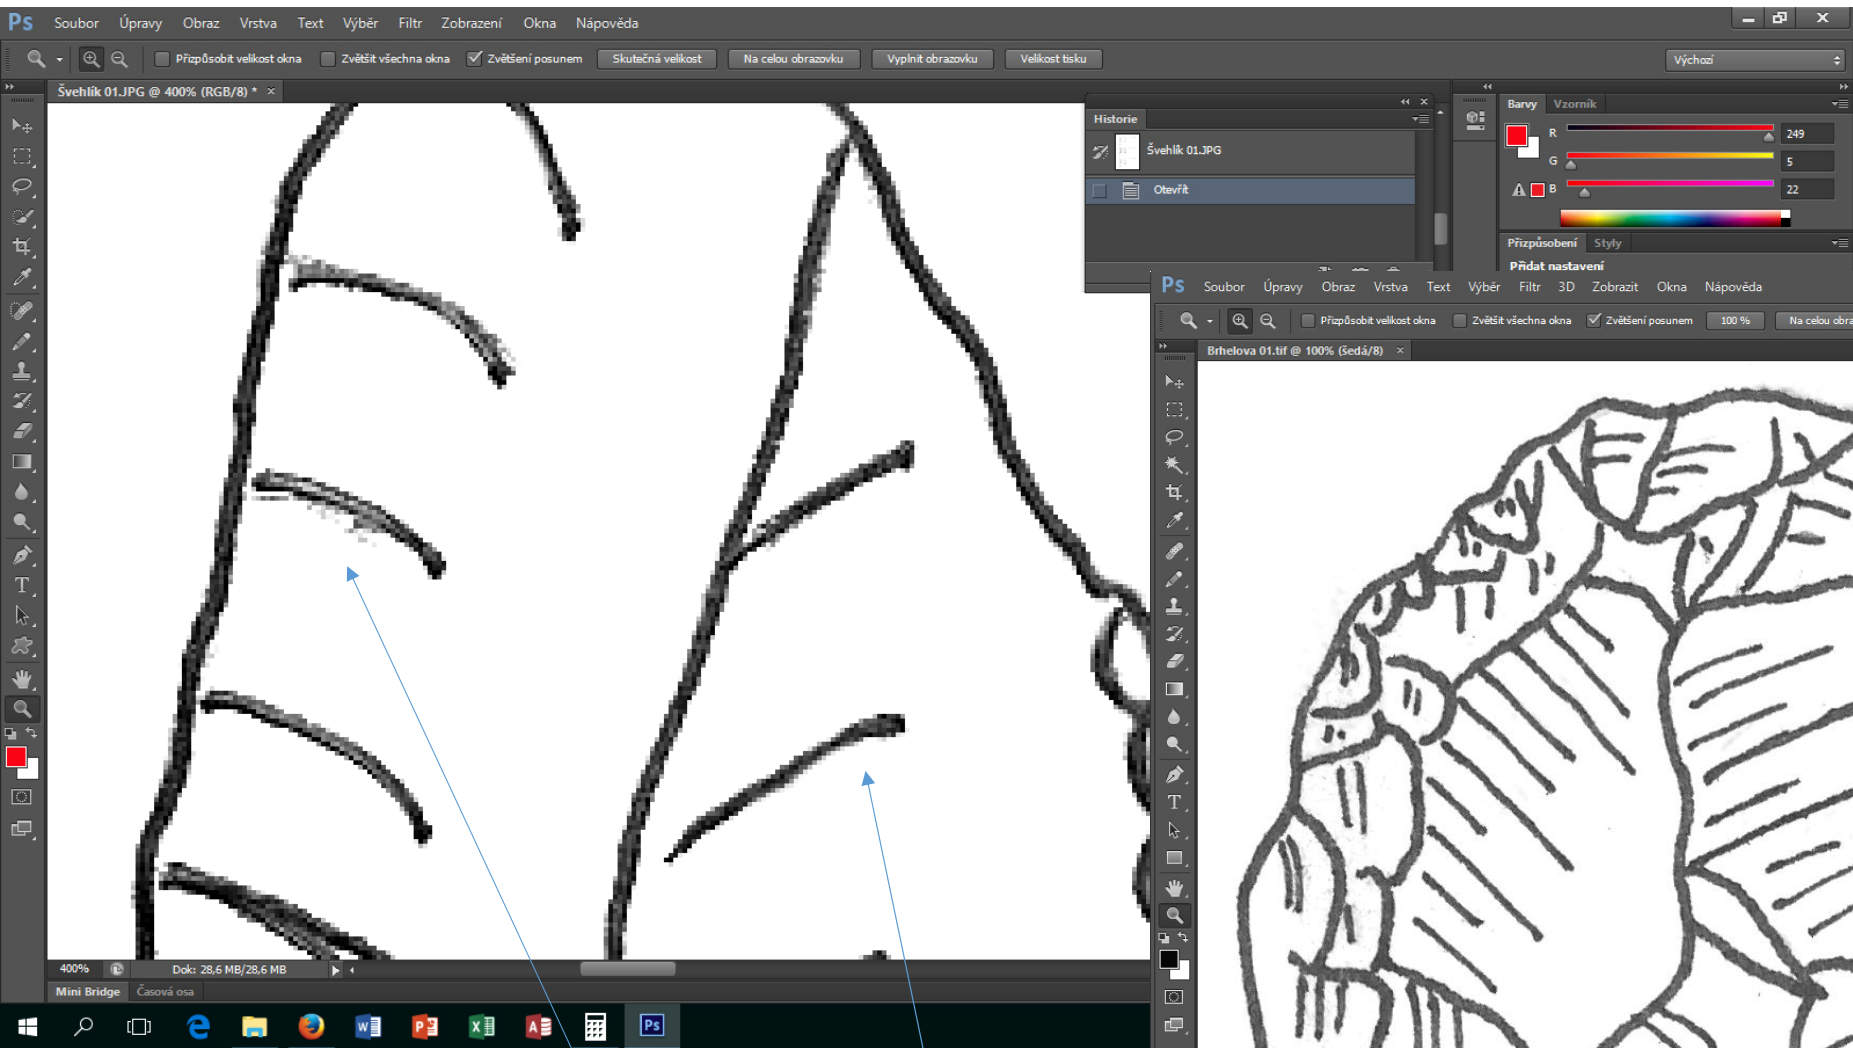 Ps Soubor Úpravy Obraz Vrstva Text Výběr Filtr Zobrazení Okna Nápověda
Přizpůsobit velikost okna Zvětšit všechna okna Zvětšení posunem Skutečná velikost Na celou obrazovku Vyplnit obrazovku Velikost tisku Výchozí
Švehlík 01.JPG @ 400% (RGB/8) * ×
Historie
Švehlík 01.JPG
Otevřít
Barvy Vzorník
R 249
G 5
B 22
Přizpůsobení Styly
Přidat nastavení
Ps Soubor Úpravy Obraz Vrstva Text Výběr Filtr 3D Zobrazit Okna Nápověda
Přizpůsobit velikost okna Zvětšit všechna okna Zvětšení posunem 100 % Na celou obra
Brhelova 01.tif @ 100% (šedá/8) ×
T
T
400% Dok: 28,6 MB/28,6 MB
Mini Bridge Časová osa
Ps